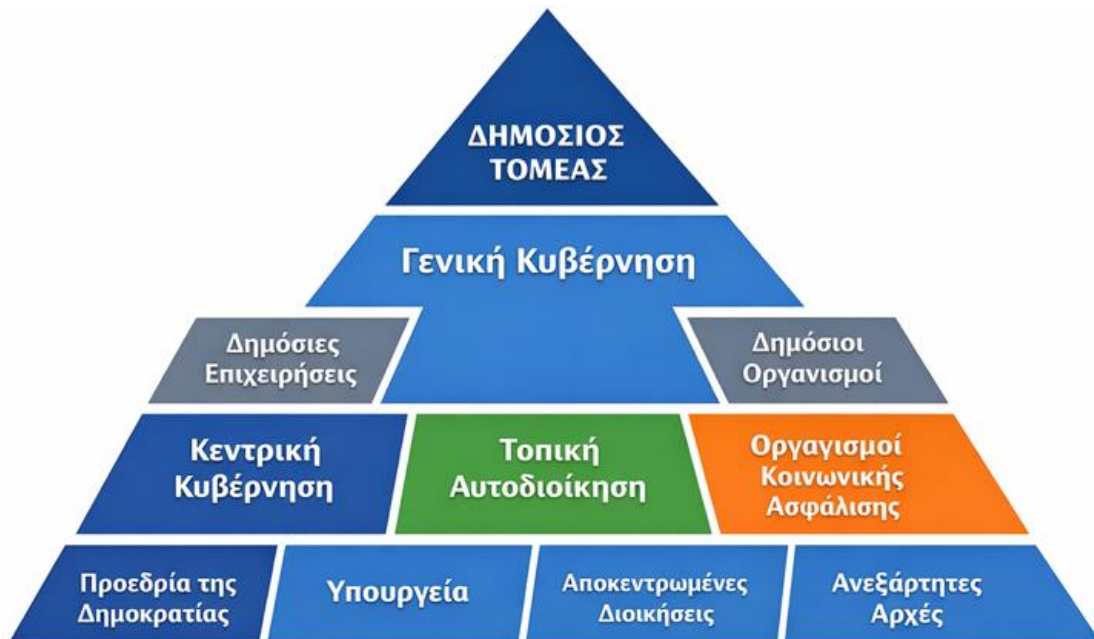 ΔΗΜΟΣΙΟΣ
ΤΟΜΕΑΣ
Γενική Κυβέρνηση
Δημόσιες
Επιχειρήσεις
Δημόσιοι
Οργανισμοί
Κεντρική
Κυβέρνηση
Τοπική
Αυτοδιοίκηση
Οργαγισμοί
Κοινωνικής
Ασφάλισης
Προεδρία της
Δημοκρατίας
Υπουργεία
Αποκεντρωμένες
Διοικήσεις
Ανεξάρτητες
Αρχές